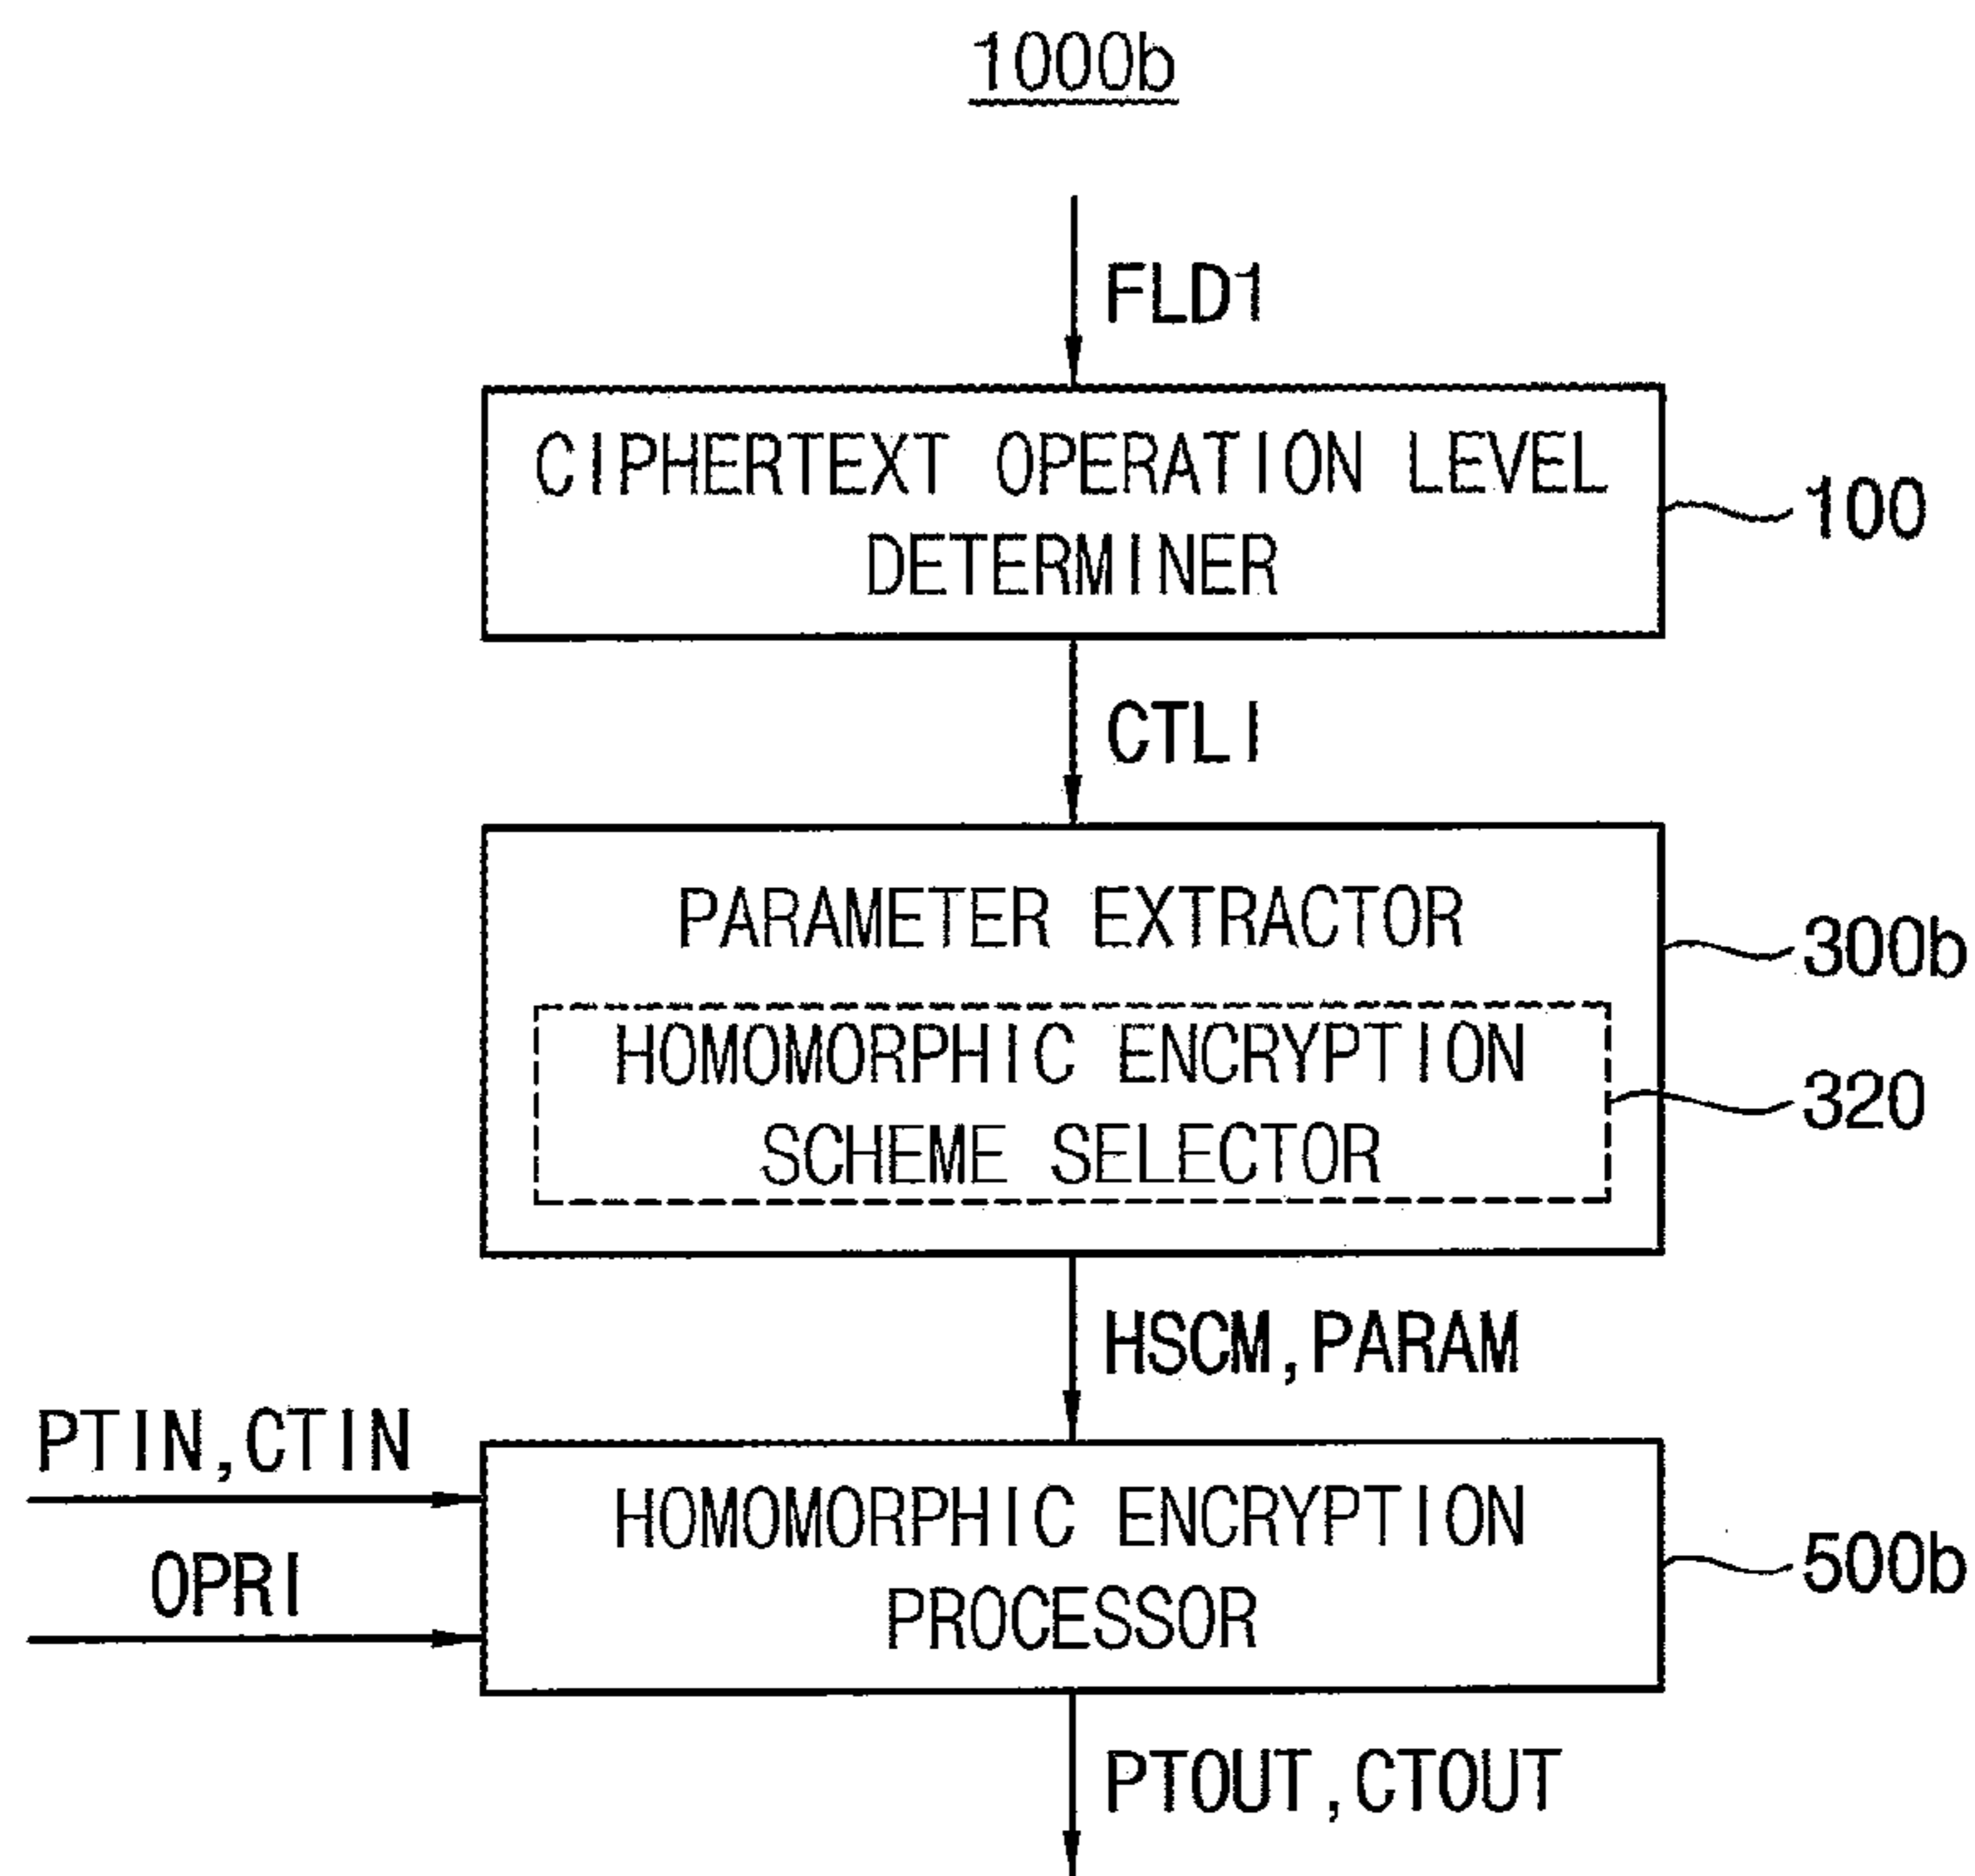 1000b
FLD1
CIPHERTEXT OPERATION LEVEL
DETERMINER
100
CTLI
PARAMETER EXTRACTOR
300b
HOMOMORPHIC ENCRYPTION
SCHEME SELECTOR
320
HSCM,PARAM
PTIN,CTIN
OPRI
HOMOMORPHIC ENCRYPTION
PROCESSOR
500b
PTOUT,CTOUT